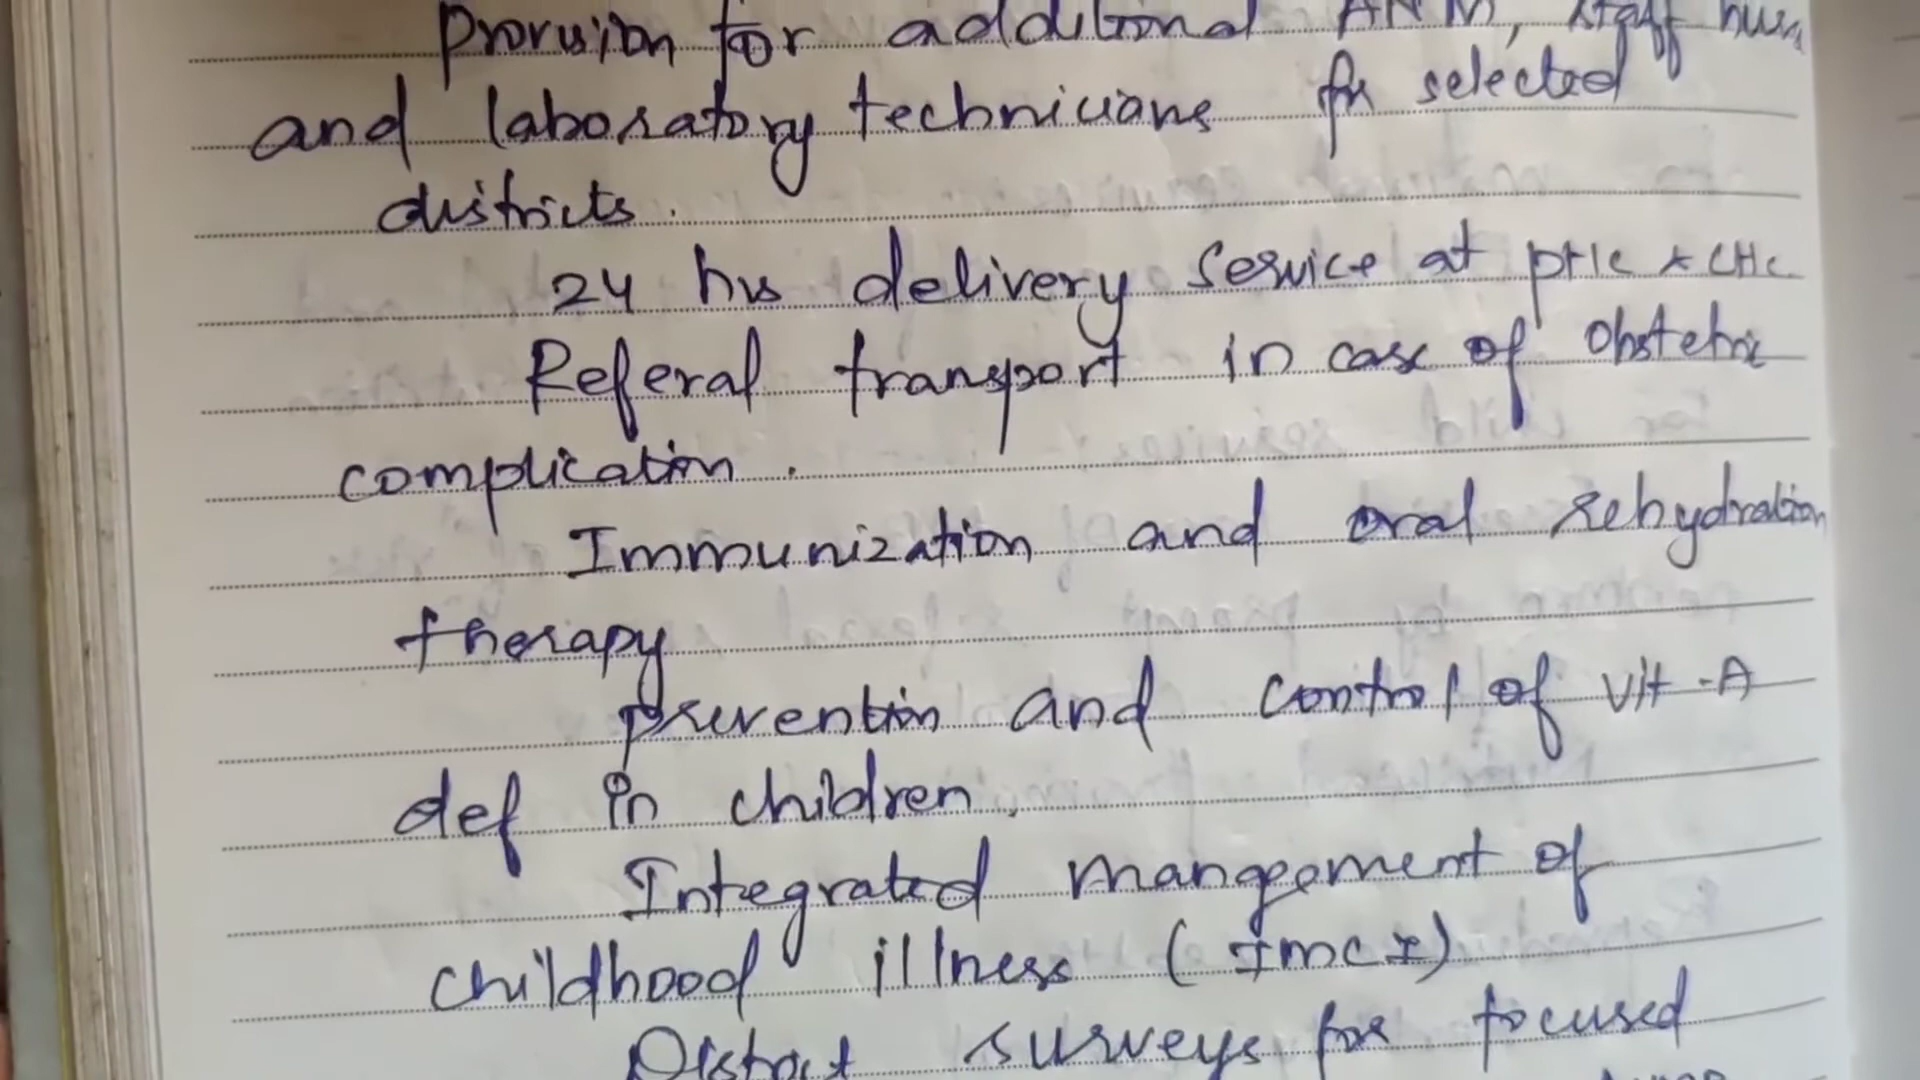 Provision for additional ANM, staff nurse
and laboratory technicians for selected
districts.
24 hrs delivery service at PHC & CHC
Referal transport in case of obstetric
complication.
Immunization and oral rehydration
therapy
prevention and control of vit-A
def in children.
Integrated mangement of
childhood illness (IMCI)
District surveys for focused